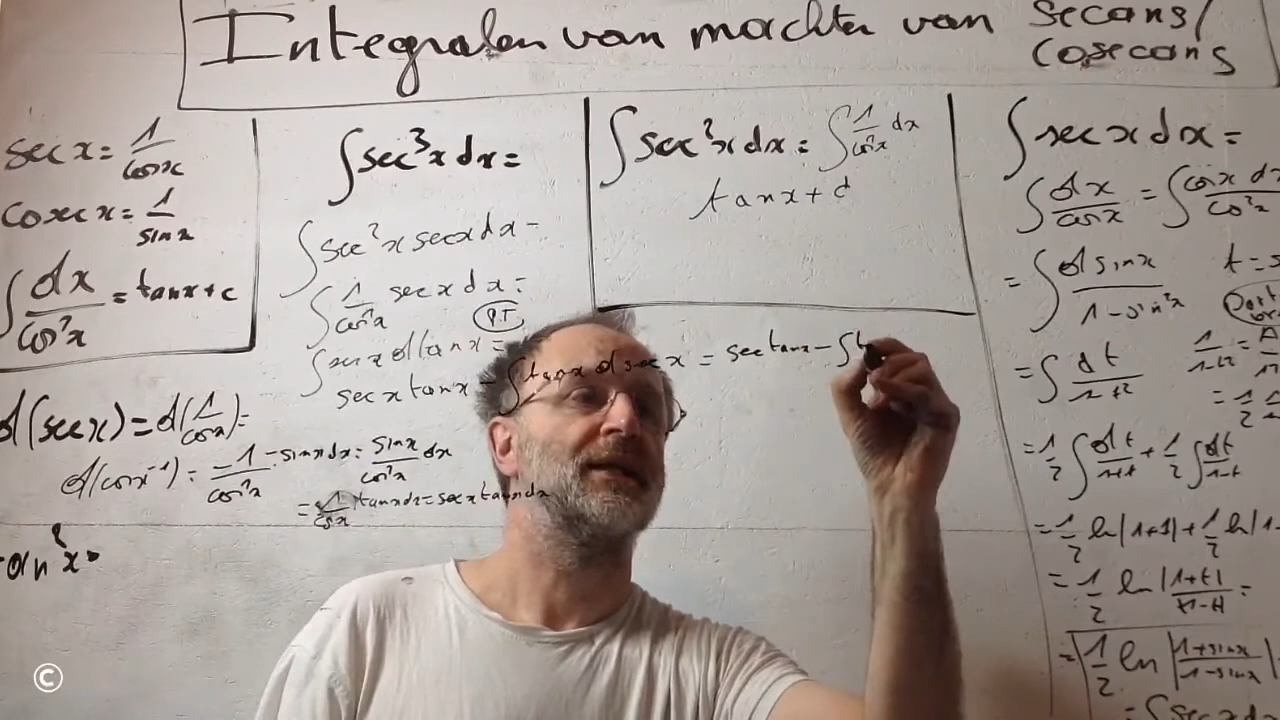 Integralen van machten van secans/
cosecans
sec x = 1/cos x
cosec x = 1/sin x
∫ dx/cos²x = tan x + c
d(sec x) = d(1/cos x) =
d(cos x⁻¹) = -1/cos²x · -sin x dx = sin x/cos²x dx
= 1/cos x tan x dx = sec x tan x dx
∫ sec³x dx =
∫ sec²x sec x dx =
∫ 1/cos²x sec x dx =
P.I
∫ sec x d tan x =
sec x tan x - ∫ tan x d sec x = sec tan x - ∫ t
∫ sec²x dx = ∫ 1/cos²x dx
tan x + c
∫ sec x dx =
∫ dx/cos x = ∫ cos x dx/cos²x
= ∫ d sin x/1-sin²x t = s
= ∫ dt/1-t²
= 1/2 ∫ dt/1+t + 1/2 ∫ dt/1-t
= 1/2 ln|1+t| + 1/2 ln|1-
= 1/2 ln |1+t/1-t| =
= 1/2 ln |1+sin x/1-sin x|
= ∫ sec x dx
©